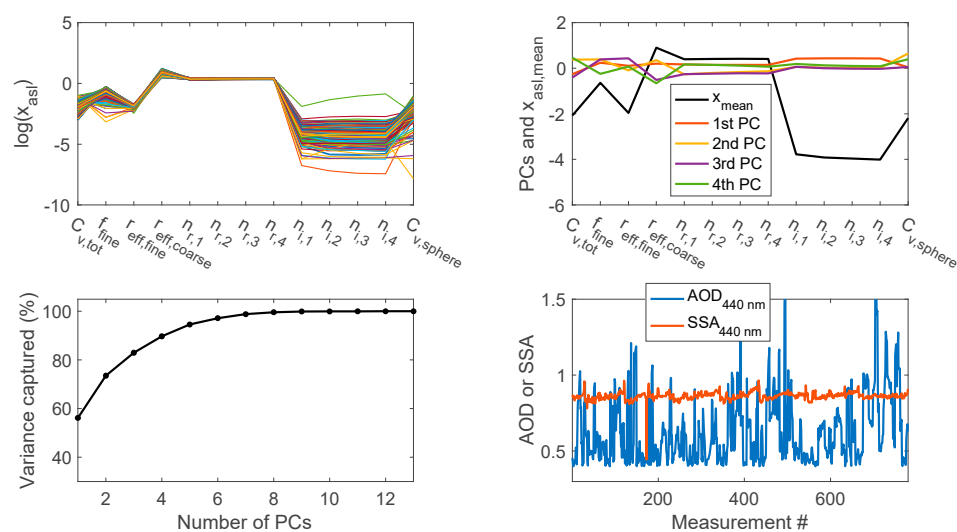 5
0
-5
-10
log(x_asl)
C_v,tot
f_fine
r_eff,fine
r_eff,coarse
n_r,1
n_r,2
n_r,3
n_r,4
n_i,1
n_i,2
n_i,3
n_i,4
C_v,sphere
2
0
-2
-4
-6
PCs and x_asl,mean
x_mean
1st PC
2nd PC
3rd PC
4th PC
C_v,tot
f_fine
r_eff,fine
r_eff,coarse
n_r,1
n_r,2
n_r,3
n_r,4
n_i,1
n_i,2
n_i,3
n_i,4
C_v,sphere
100
80
60
40
Variance captured (%)
2 4 6 8 10 12
Number of PCs
1.5
1
0.5
AOD or SSA
AOD_440 nm
SSA_440 nm
200 400 600
Measurement #